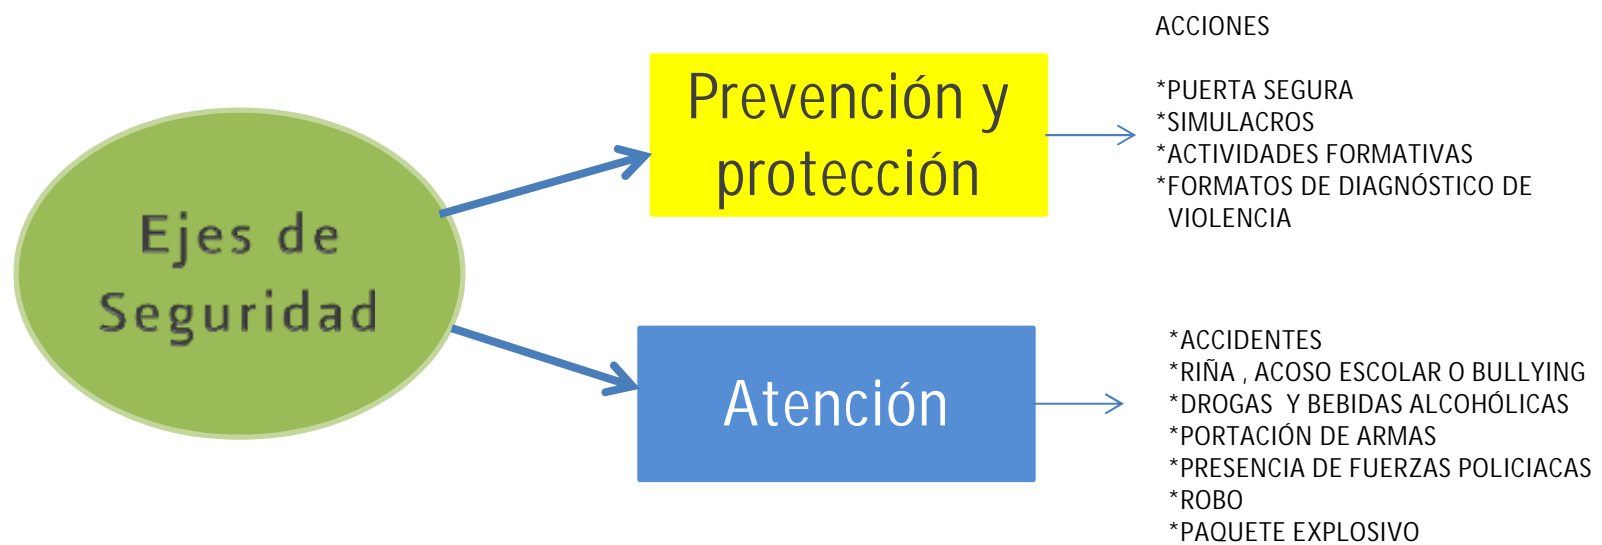 Ejes de
Seguridad
Prevención y
protección
ACCIONES
*PUERTA SEGURA
*SIMULACROS
*ACTIVIDADES FORMATIVAS
*FORMATOS DE DIAGNÓSTICO DE
VIOLENCIA
Atención
*ACCIDENTES
*RIÑA , ACOSO ESCOLAR O BULLYING
*DROGAS  Y BEBIDAS ALCOHÓLICAS
*PORTACIÓN DE ARMAS
*PRESENCIA DE FUERZAS POLICIACAS
*ROBO
*PAQUETE EXPLOSIVO